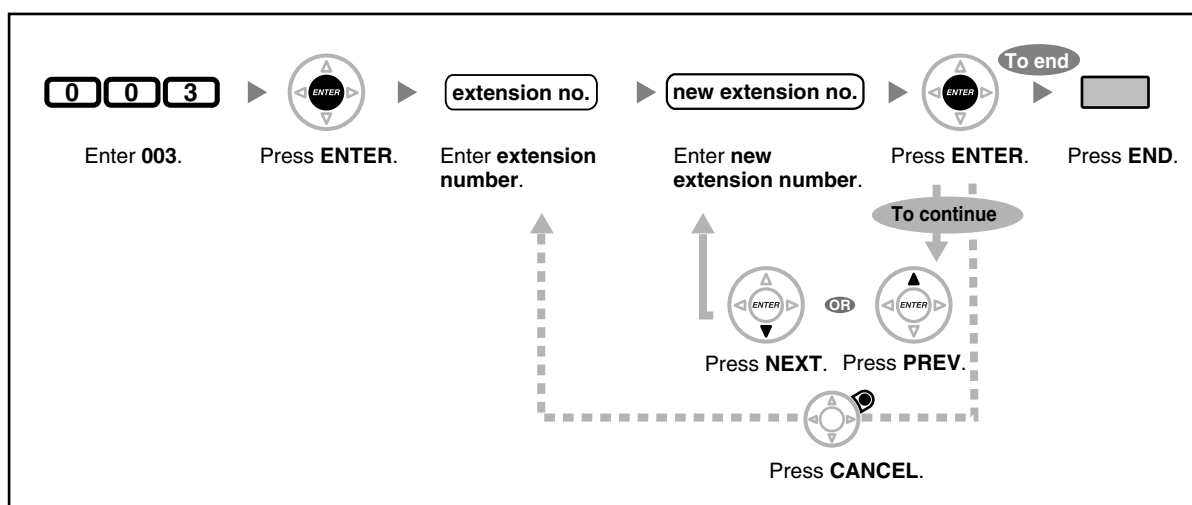 To end
0 0 3
ENTER
extension no.
new extension no.
ENTER
Enter 003.
Press ENTER.
Enter extension
number.
Enter new
extension number.
Press ENTER.
Press END.
To continue
ENTER
OR
ENTER
Press NEXT.
Press PREV.
Press CANCEL.